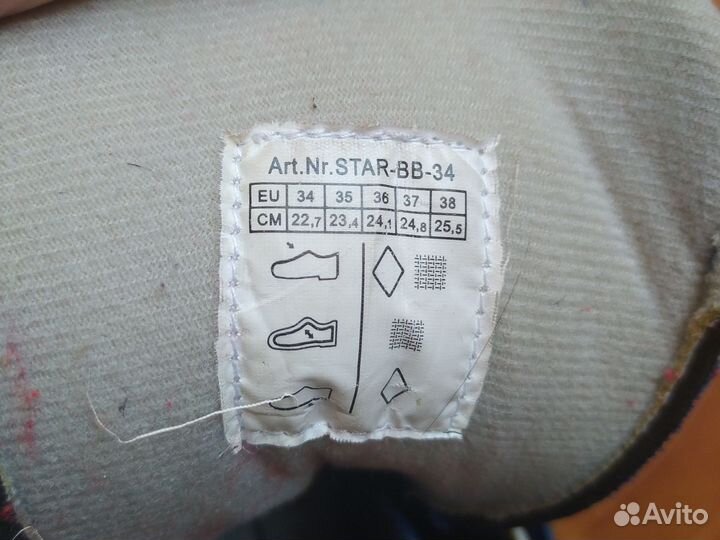 Art.Nr.STAR-BB-34
EU 34 35 36 37 38
CM 22,7 23,4 24,1 24,8 25,5
Avito